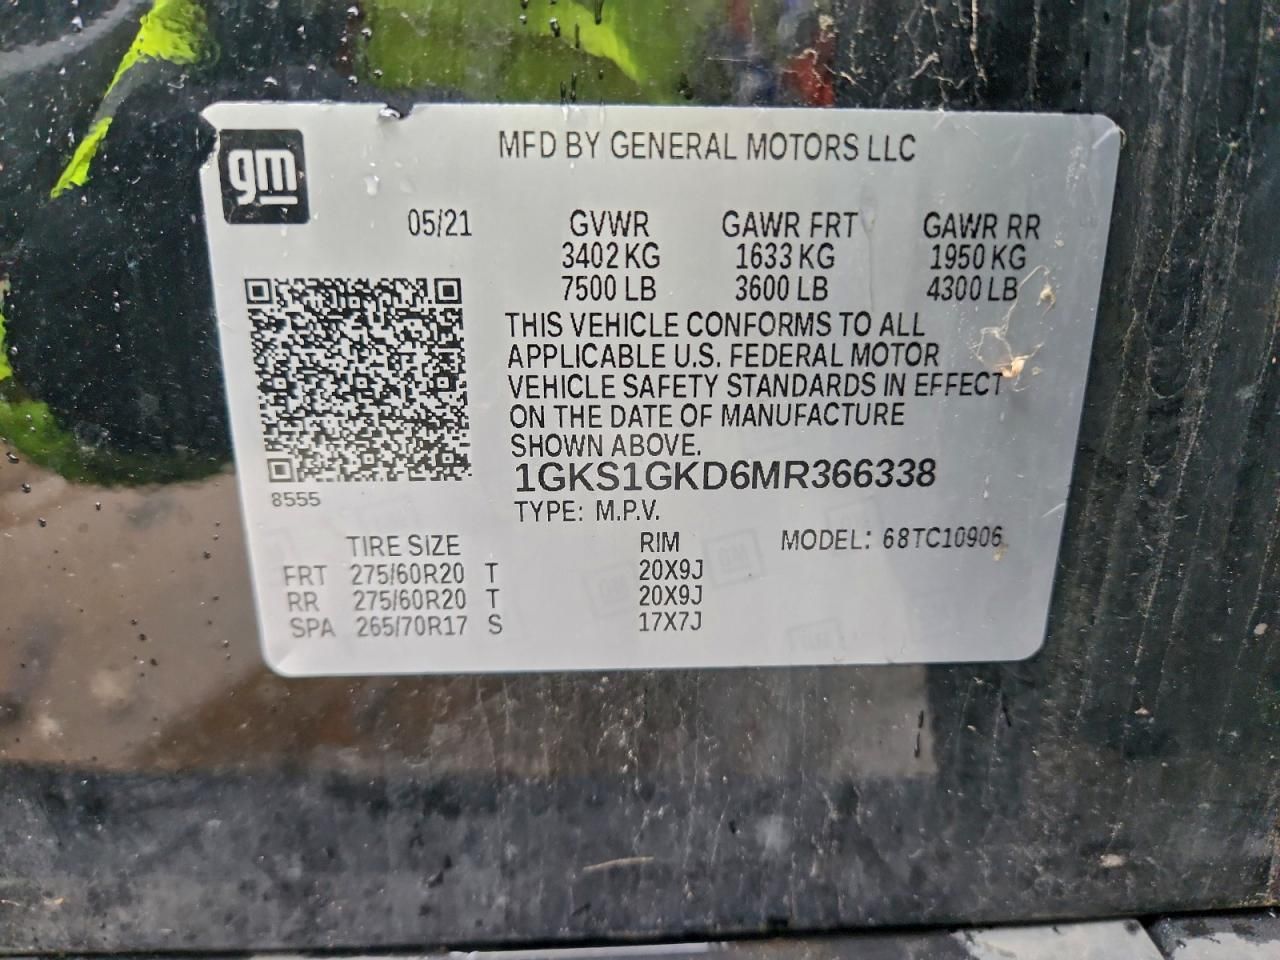 gm
MFD BY GENERAL MOTORS LLC
05/21 GVWR GAWR FRT GAWR RR
3402 KG 1633 KG 1950 KG
7500 LB 3600 LB 4300 LB
THIS VEHICLE CONFORMS TO ALL
APPLICABLE U.S. FEDERAL MOTOR
VEHICLE SAFETY STANDARDS IN EFFECT
ON THE DATE OF MANUFACTURE
SHOWN ABOVE.
1GKS1GKD6MR366338
8555
TYPE: M.P.V.
TIRE SIZE RIM MODEL: 68TC10906
FRT 275/60R20 T 20X9J
RR 275/60R20 T 20X9J
SPA 265/70R17 S 17X7J